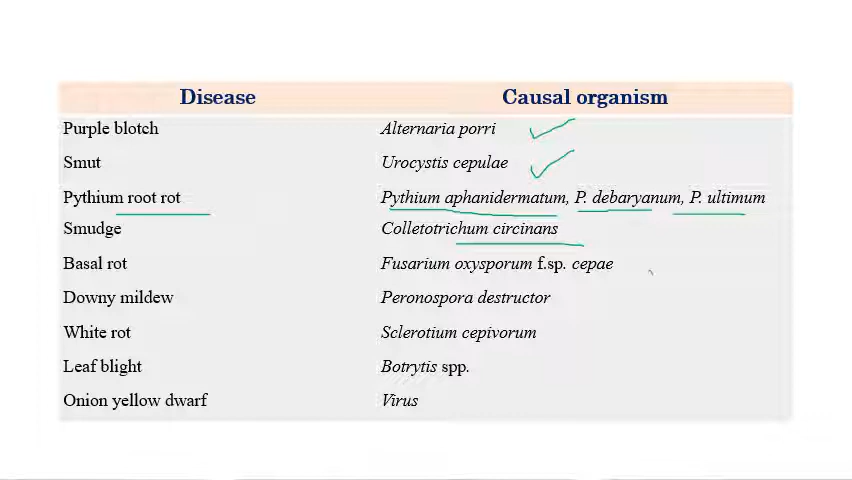 Disease Causal organism
Purple blotch Alternaria porri
Smut Urocystis cepulae
Pythium root rot Pythium aphanidermatum, P. debaryanum, P. ultimum
Smudge Colletotrichum circinans
Basal rot Fusarium oxysporum f.sp. cepae
Downy mildew Peronospora destructor
White rot Sclerotium cepivorum
Leaf blight Botrytis spp.
Onion yellow dwarf Virus